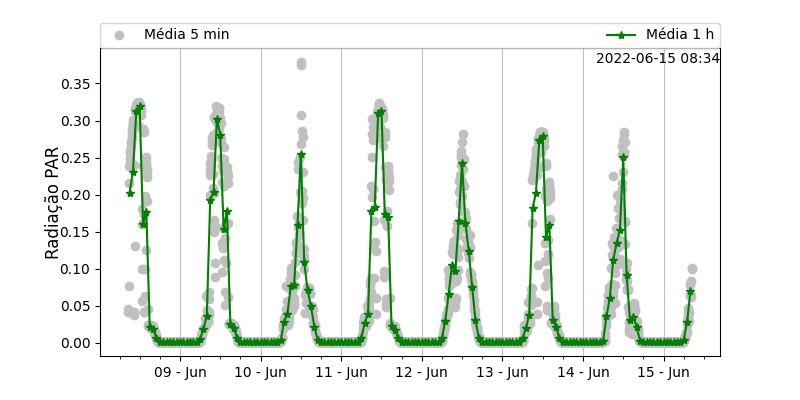 Média 5 min
Média 1 h
2022-06-15 08:34
Radiação PAR
0.35
0.30
0.25
0.20
0.15
0.10
0.05
0.00
09 - Jun
10 - Jun
11 - Jun
12 - Jun
13 - Jun
14 - Jun
15 - Jun